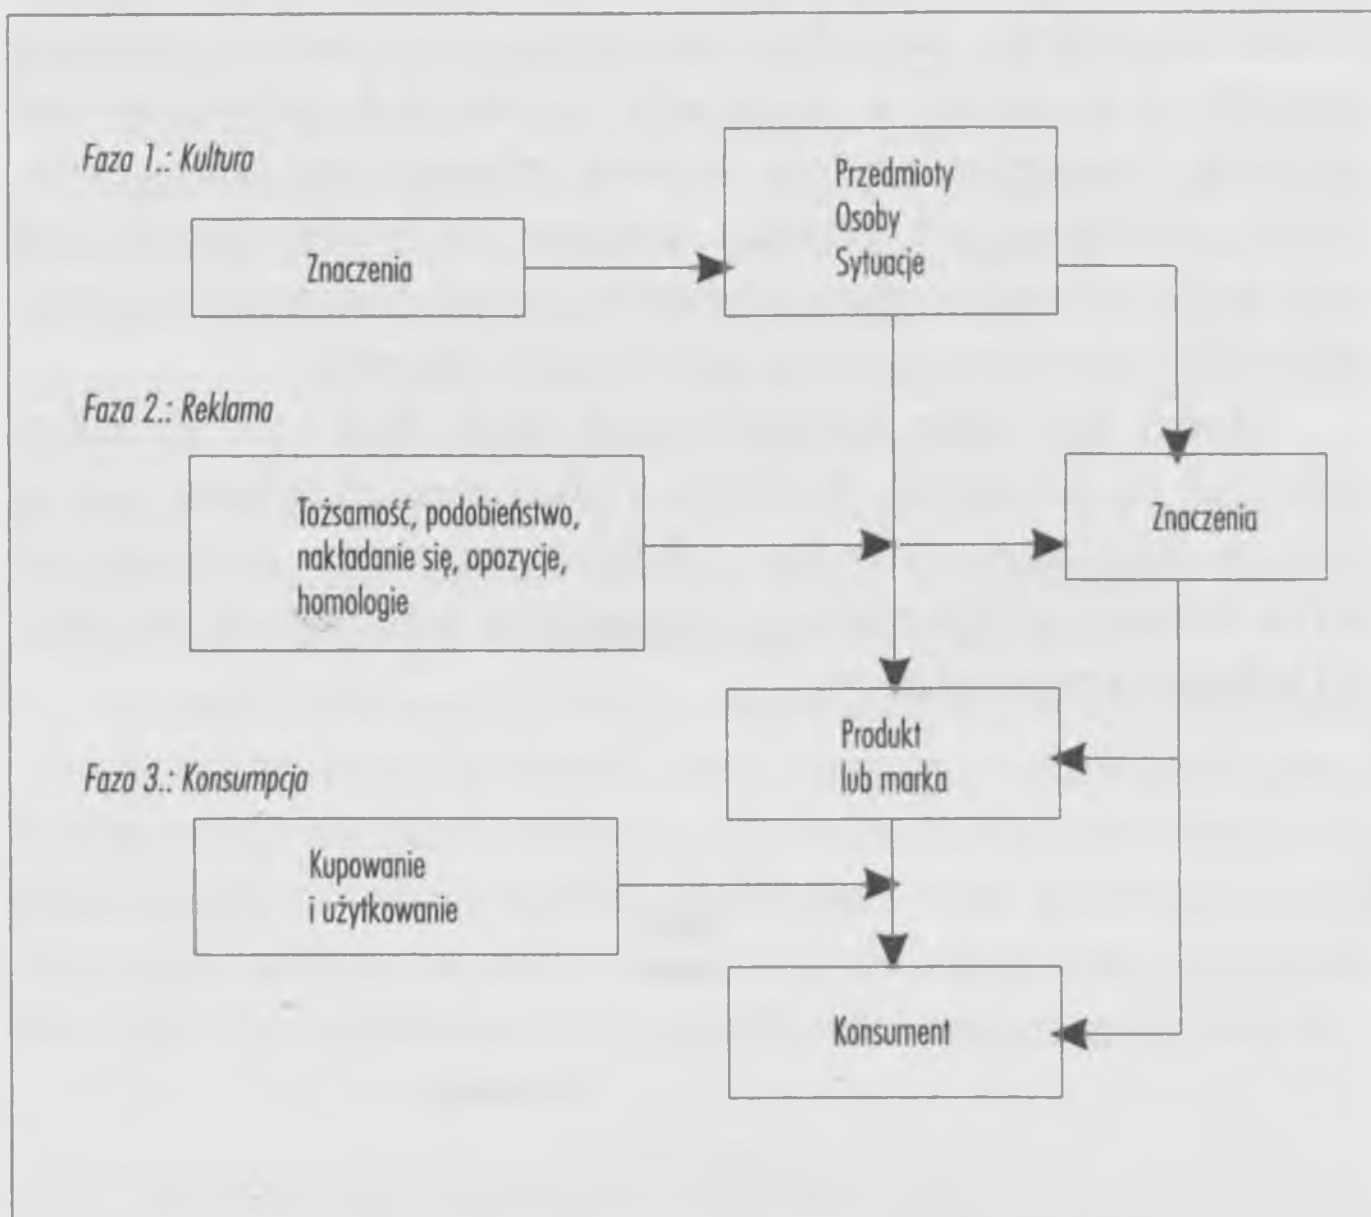 Faza 1.: Kultura
Przedmioty
Osoby
Sytuacje
Znaczenia
Faza 2.: Reklama
Tożsamość, podobieństwo,
nakładanie się, opozycje,
homologie
Znaczenia
Produkt
lub marka
Faza 3.: Konsumpcja
Kupowanie
i użytkowanie
Konsument